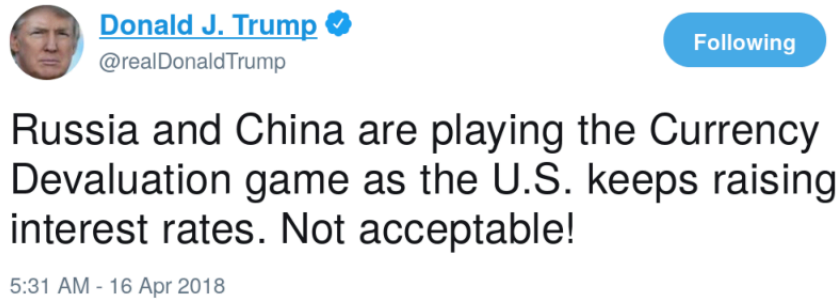 Donald J. Trump
@realDonaldTrump
Following
Russia and China are playing the Currency
Devaluation game as the U.S. keeps raising
interest rates. Not acceptable!
5:31 AM - 16 Apr 2018